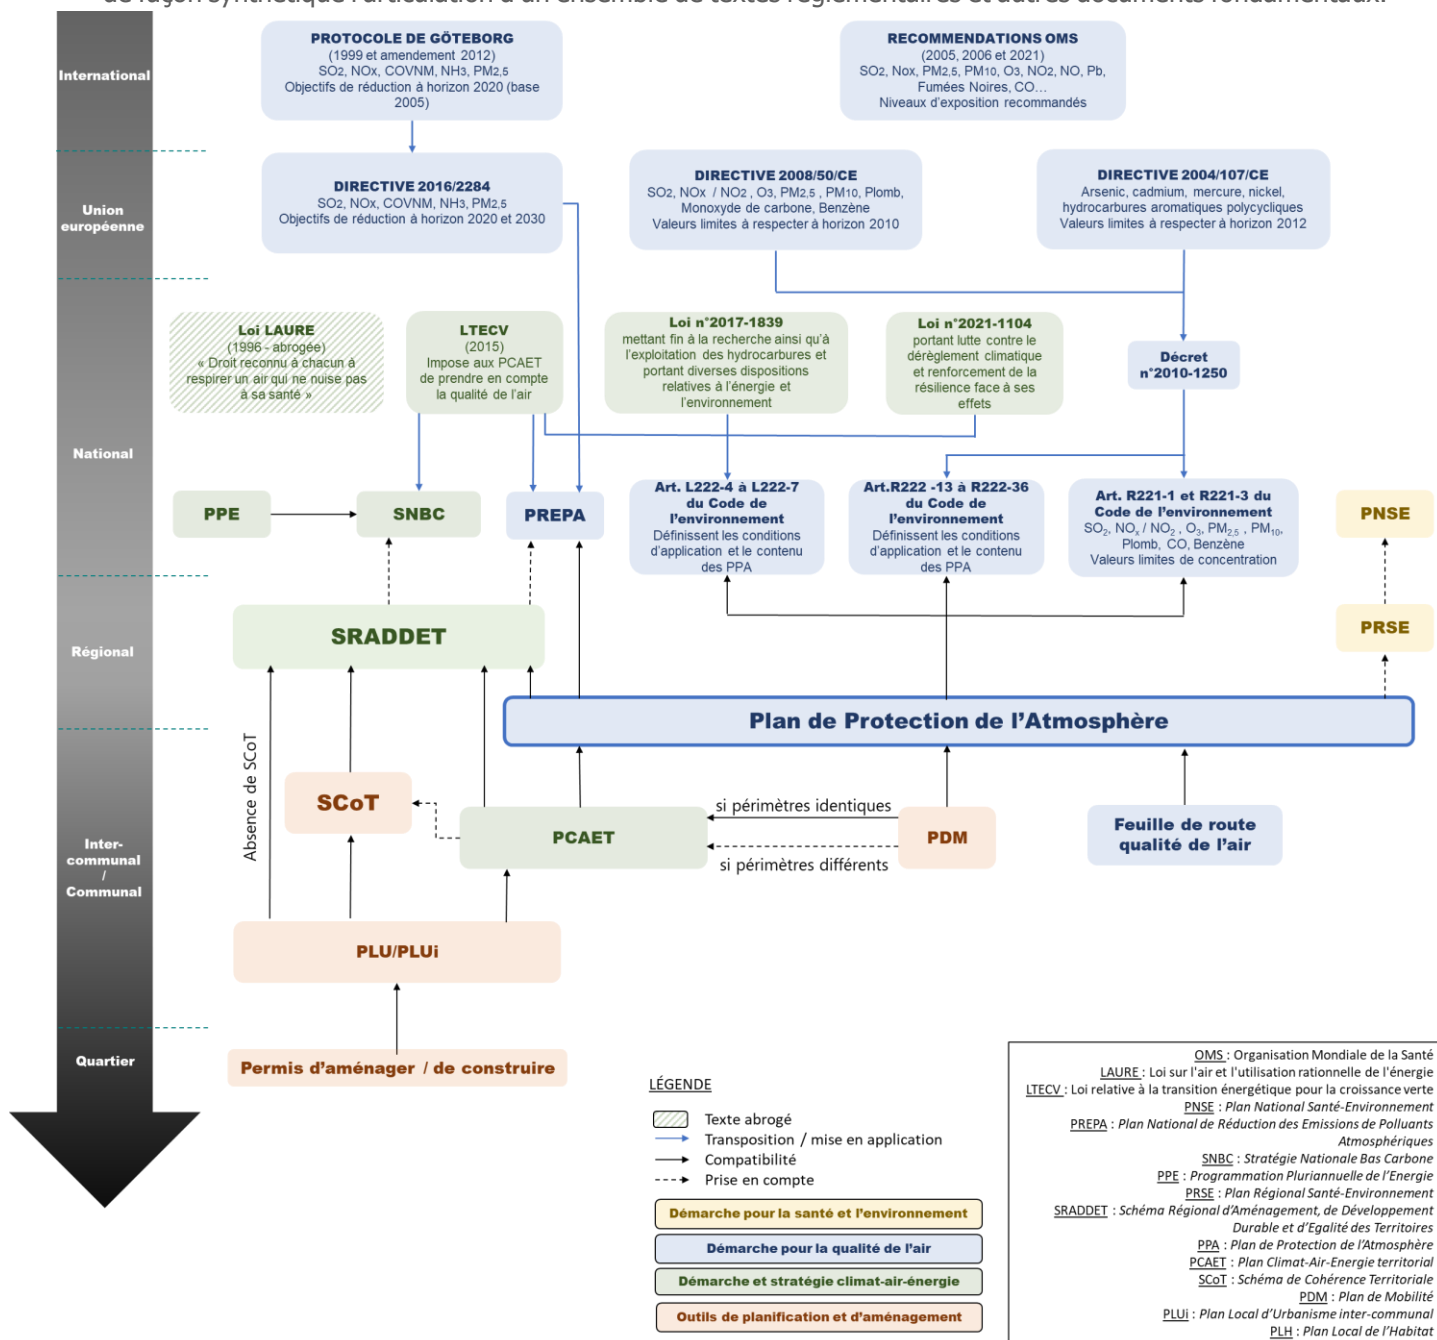 de façon synthétique l'articulation à un ensemble de textes réglementaires et autres documents fondamentaux.
International
PROTOCOLE DE GÖTEBORG
(1999 et amendement 2012)
SO2, NOx, COVNM, NH3, PM2,5
Objectifs de réduction à horizon 2020 (base
2005)
RECOMMENDATIONS OMS
(2005, 2006 et 2021)
SO2, Nox, PM2,5, PM10, O3, NO2, NO, Pb,
Fumées Noires, CO…
Niveaux d'exposition recommandés
Union
européenne
DIRECTIVE 2016/2284
SO2, NOx, COVNM, NH3, PM2,5
Objectifs de réduction à horizon 2020 et 2030
DIRECTIVE 2008/50/CE
SO2, NOx / NO2 , O3, PM2,5 , PM10, Plomb,
Monoxyde de carbone, Benzène
Valeurs limites à respecter à horizon 2010
DIRECTIVE 2004/107/CE
Arsenic, cadmium, mercure, nickel,
hydrocarbures aromatiques polycycliques
Valeurs limites à respecter à horizon 2012
National
Loi LAURE
(1996 - abrogée)
« Droit reconnu à chacun à
respirer un air qui ne nuise pas
à sa santé »
LTECV
(2015)
Impose aux PCAET
de prendre en compte
la qualité de l'air
Loi n°2017-1839
mettant fin à la recherche ainsi qu'à
l'exploitation des hydrocarbures et
portant diverses dispositions
relatives à l'énergie et
l'environnement
Loi n°2021-1104
portant lutte contre le
dérèglement climatique
et renforcement de la
résilience face à ses
effets
Décret
n°2010-1250
PPE
SNBC
PREPA
Art. L222-4 à L222-7
du Code de
l'environnement
Définissent les conditions
d'application et le contenu
des PPA
Art.R222 -13 à R222-36
du Code de
l'environnement
Définissent les conditions
d'application et le contenu
des PPA
Art. R221-1 et R221-3 du
Code de l'environnement
SO2, NOx / NO2 , O3, PM2,5 , PM10,
Plomb, CO, Benzène
Valeurs limites de concentration
PNSE
Régional
SRADDET
PRSE
Plan de Protection de l'Atmosphère
Inter-
communal
/
Communal
Absence de SCoT
SCoT
PCAET
si périmètres identiques
si périmètres différents
PDM
Feuille de route
qualité de l'air
PLU/PLUi
Quartier
Permis d'aménager / de construire
LÉGENDE
Texte abrogé
Transposition / mise en application
Compatibilité
Prise en compte
Démarche pour la santé et l'environnement
Démarche pour la qualité de l'air
Démarche et stratégie climat-air-énergie
Outils de planification et d'aménagement
OMS : Organisation Mondiale de la Santé
LAURE : Loi sur l'air et l'utilisation rationnelle de l'énergie
LTECV : Loi relative à la transition énergétique pour la croissance verte
PNSE : Plan National Santé-Environnement
PREPA : Plan National de Réduction des Emissions de Polluants
Atmosphériques
SNBC : Stratégie Nationale Bas Carbone
PPE : Programmation Pluriannuelle de l'Energie
PRSE : Plan Régional Santé-Environnement
SRADDET : Schéma Régional d'Aménagement, de Développement
Durable et d'Egalité des Territoires
PPA : Plan de Protection de l'Atmosphère
PCAET : Plan Climat-Air-Energie territorial
SCoT : Schéma de Cohérence Territoriale
PDM : Plan de Mobilité
PLUi : Plan Local d'Urbanisme inter-communal
PLH : Plan Local de l'Habitat